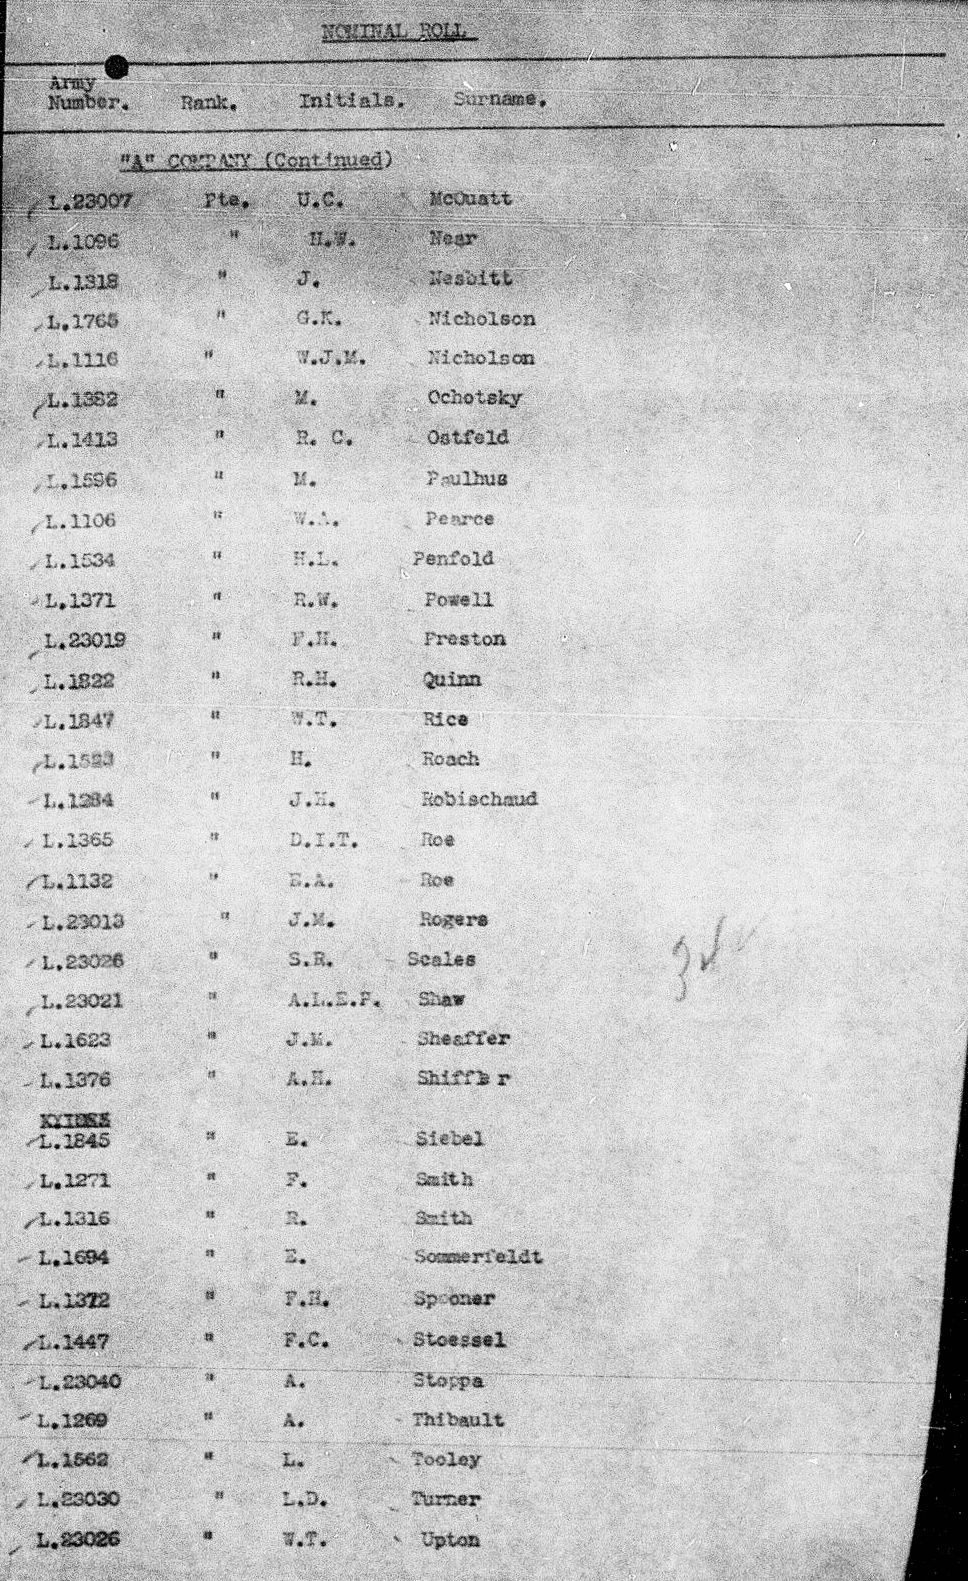 NOMINAL ROLL
Army
Number. Rank. Initials. Surname.
"A" COMPANY (Continued)
L.23007 Pte. U.C. McQuatt
L.1096 " H.W. Near
L.1318 " J. Nesbitt
L.1765 " G.K. Nicholson
L.1116 " W.J.M. Nicholson
L.1382 " M. Ochotsky
L.1413 " R. C. Ostfeld
L.1596 " M. Paulhus
L.1106 " W.A. Pearce
L.1534 " H.L. Penfold
L.1371 " R.W. Powell
L.23019 " F.H. Preston
L.1822 " R.H. Quinn
L.1847 " W.T. Rice
" H. Roach
L.1284 " J.H. Robischaud
L.1365 " D.I.T. Roe
L.1132 " E.A. Roe
L.23013 " J.M. Rogers
L.23026 " S.R. Scales
L.23021 " A.L.E.P. Shaw
L.1623 " J.M. Sheaffer
L.1376 " A.H. Shiffler
L.1845 " E. Siebel
L.1271 " F. Smith
L.1316 " R. Smith
L.1694 " E. Sommerfeldt
L.1372 " F.H. Spooner
L.1447 " F.C. Stoessel
L.23040 " A. Stoppa
L.1269 " A. Thibault
L.1562 " L. Tooley
L.23030 " L.D. Turner
L.23026 " W.T. Upton